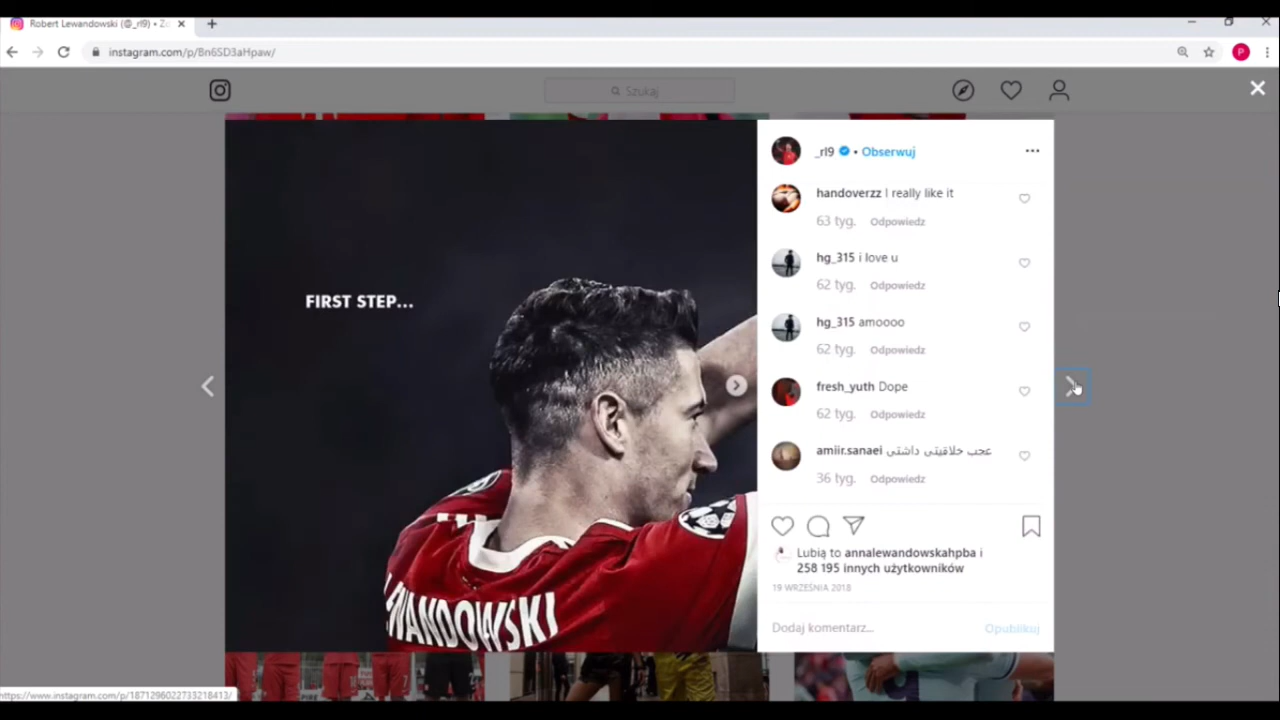 Robert Lewandowski (@_rl9) • Zd
instagram.com/p/Bn6SD3aHpaw/
P
Szukaj
FIRST STEP...
WANDOWSKI
_rl9 • Obserwuj
handoverzz I really like it
63 tyg. Odpowiedz
hg_315 i love u
62 tyg. Odpowiedz
hg_315 amoooo
62 tyg. Odpowiedz
fresh_yuth Dope
62 tyg. Odpowiedz
amiir.sanaei عجب خلاقیتی داشتی
36 tyg. Odpowiedz
Lubią to annalewandowskahpba i
258 195 innych użytkowników
19 WRZEŚNIA 2018
Dodaj komentarz... Opublikuj
https://www.instagram.com/p/1871296022733218413/